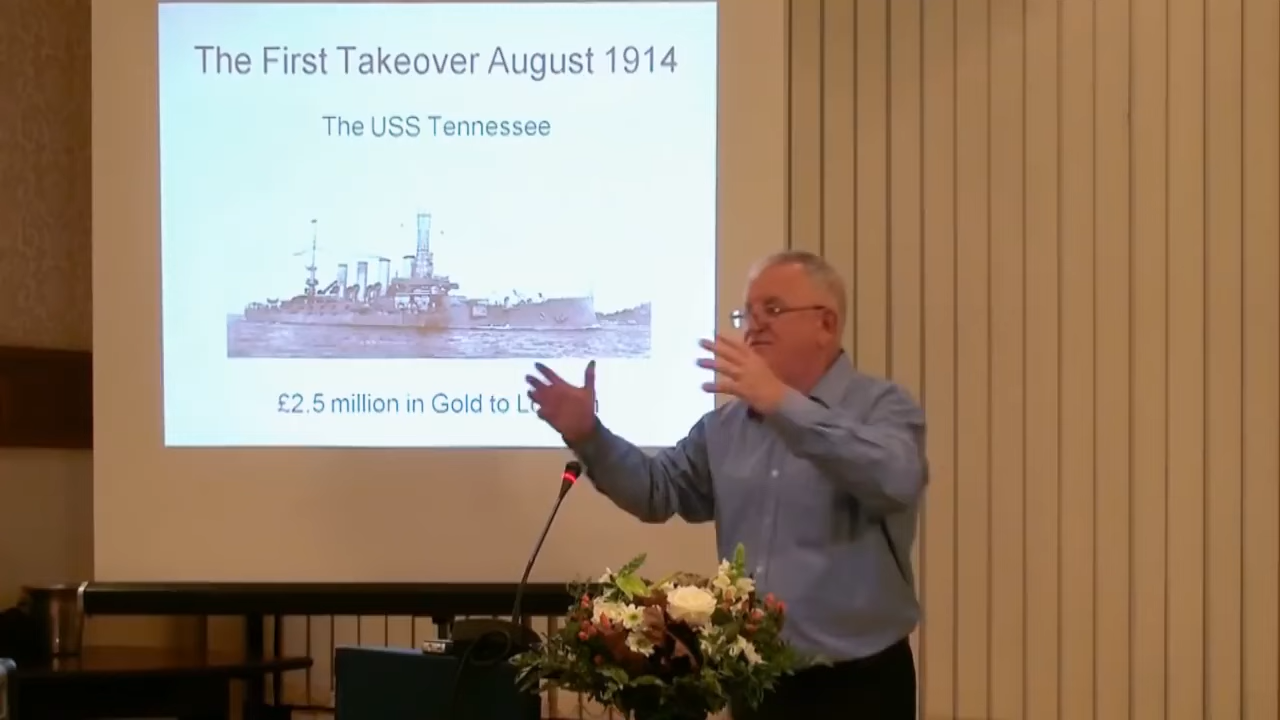 The First Takeover August 1914
The USS Tennessee
£2.5 million in Gold to